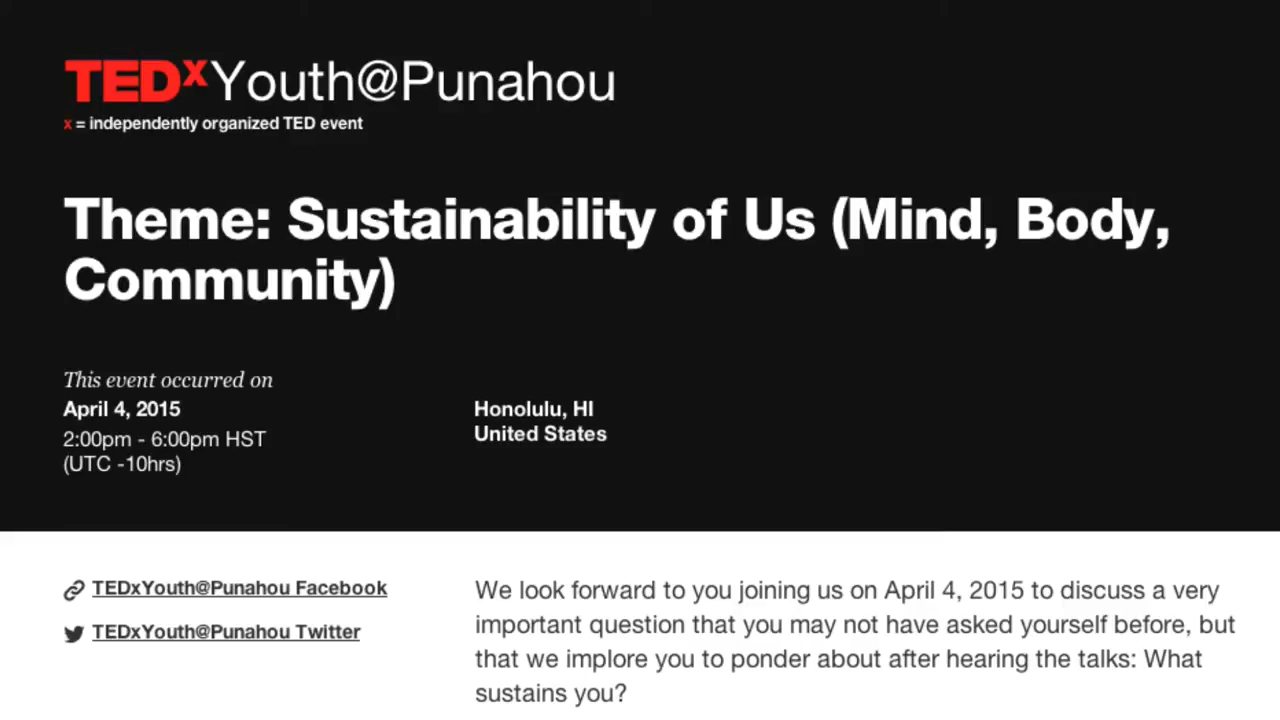 TEDxYouth@Punahou
x = independently organized TED event
Theme: Sustainability of Us (Mind, Body,
Community)
This event occurred on
April 4, 2015
2:00pm - 6:00pm HST
(UTC -10hrs)
Honolulu, HI
United States
TEDxYouth@Punahou Facebook
TEDxYouth@Punahou Twitter
We look forward to you joining us on April 4, 2015 to discuss a very
important question that you may not have asked yourself before, but
that we implore you to ponder about after hearing the talks: What
sustains you?